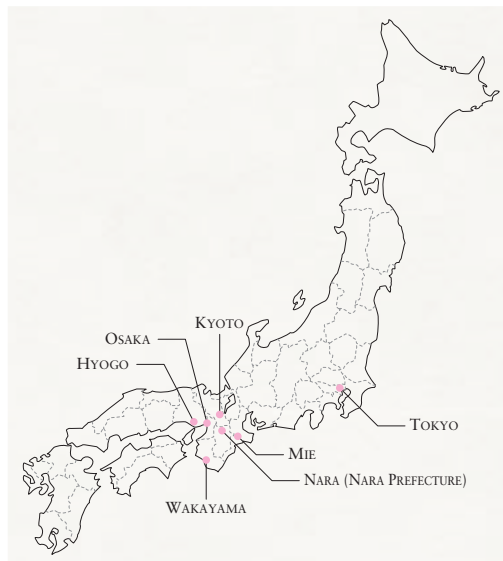 KYOTO
OSAKA
HYOGO
TOKYO
MIE
NARA (NARA PREFECTURE)
WAKAYAMA